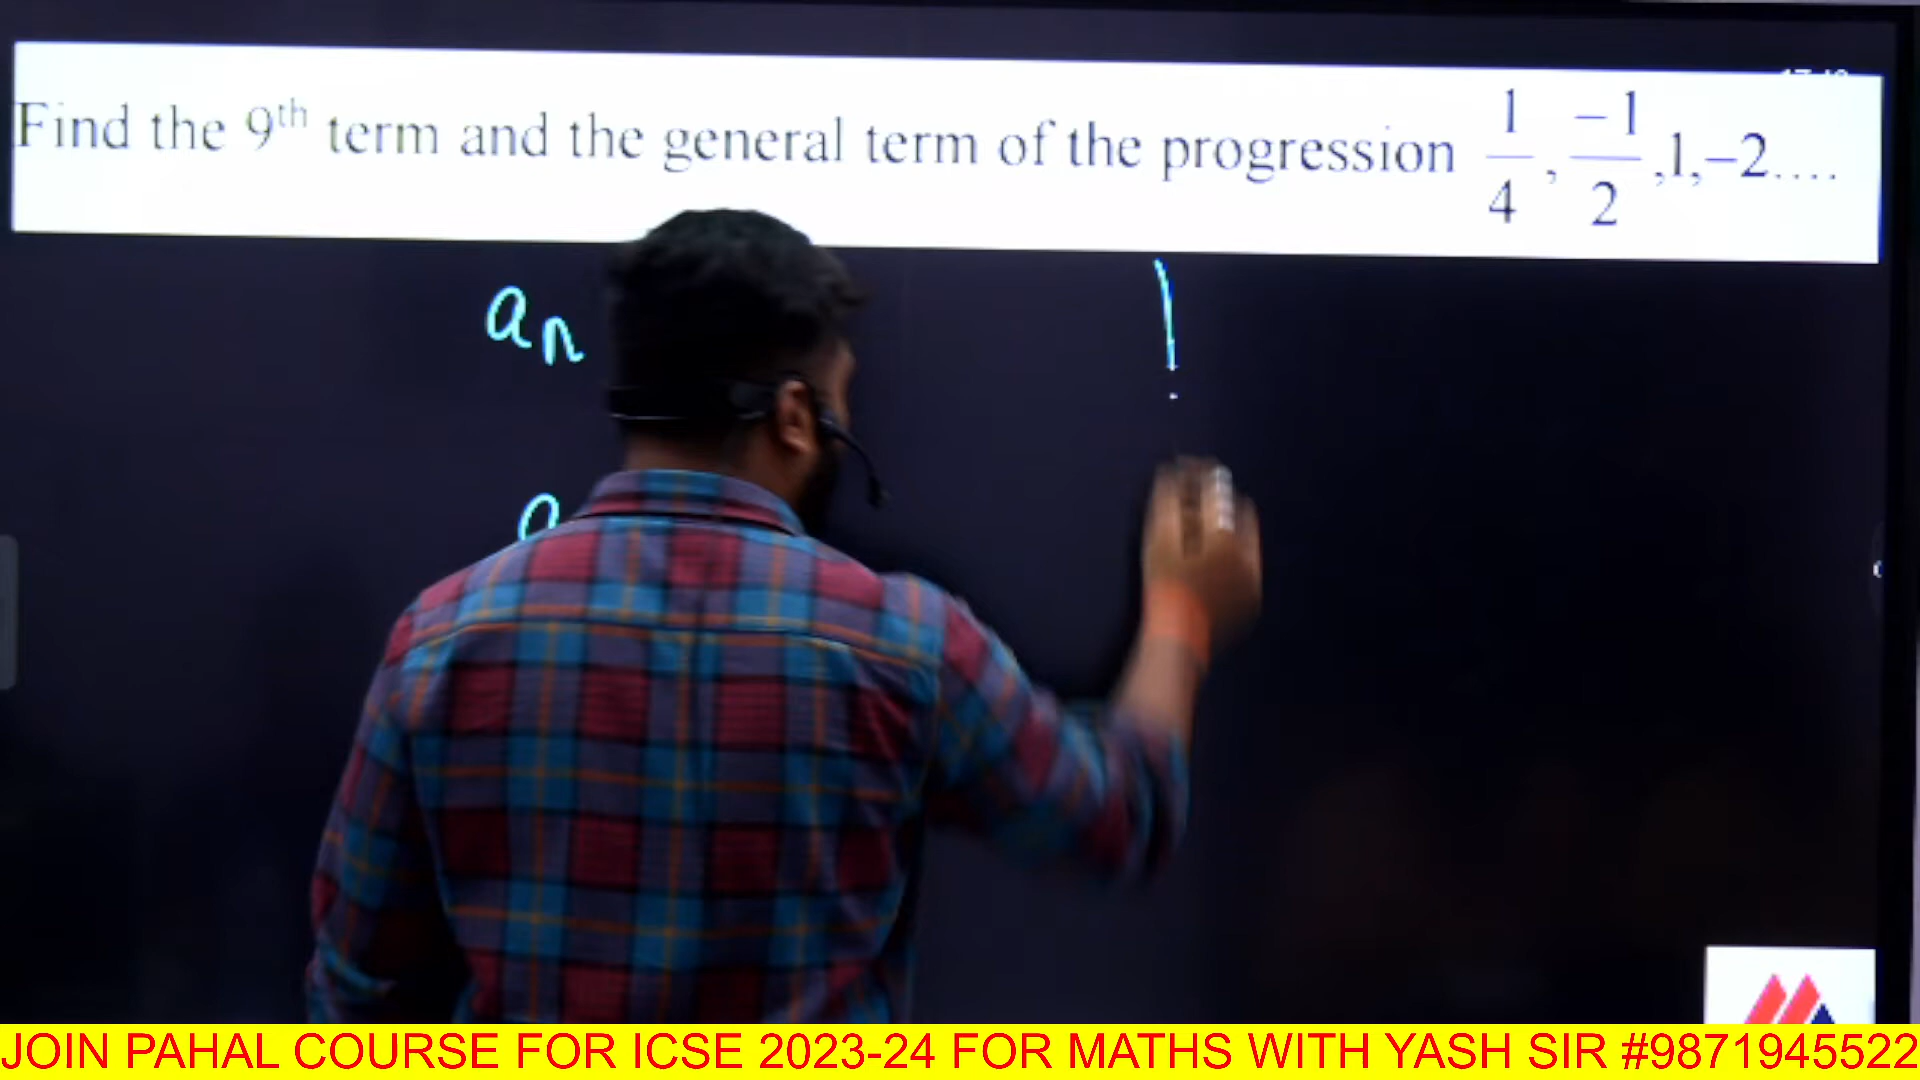 Find the 9th term and the general term of the progression 1/4, -1/2, 1, -2....
an
a
JOIN PAHAL COURSE FOR ICSE 2023-24 FOR MATHS WITH YASH SIR #9871945522